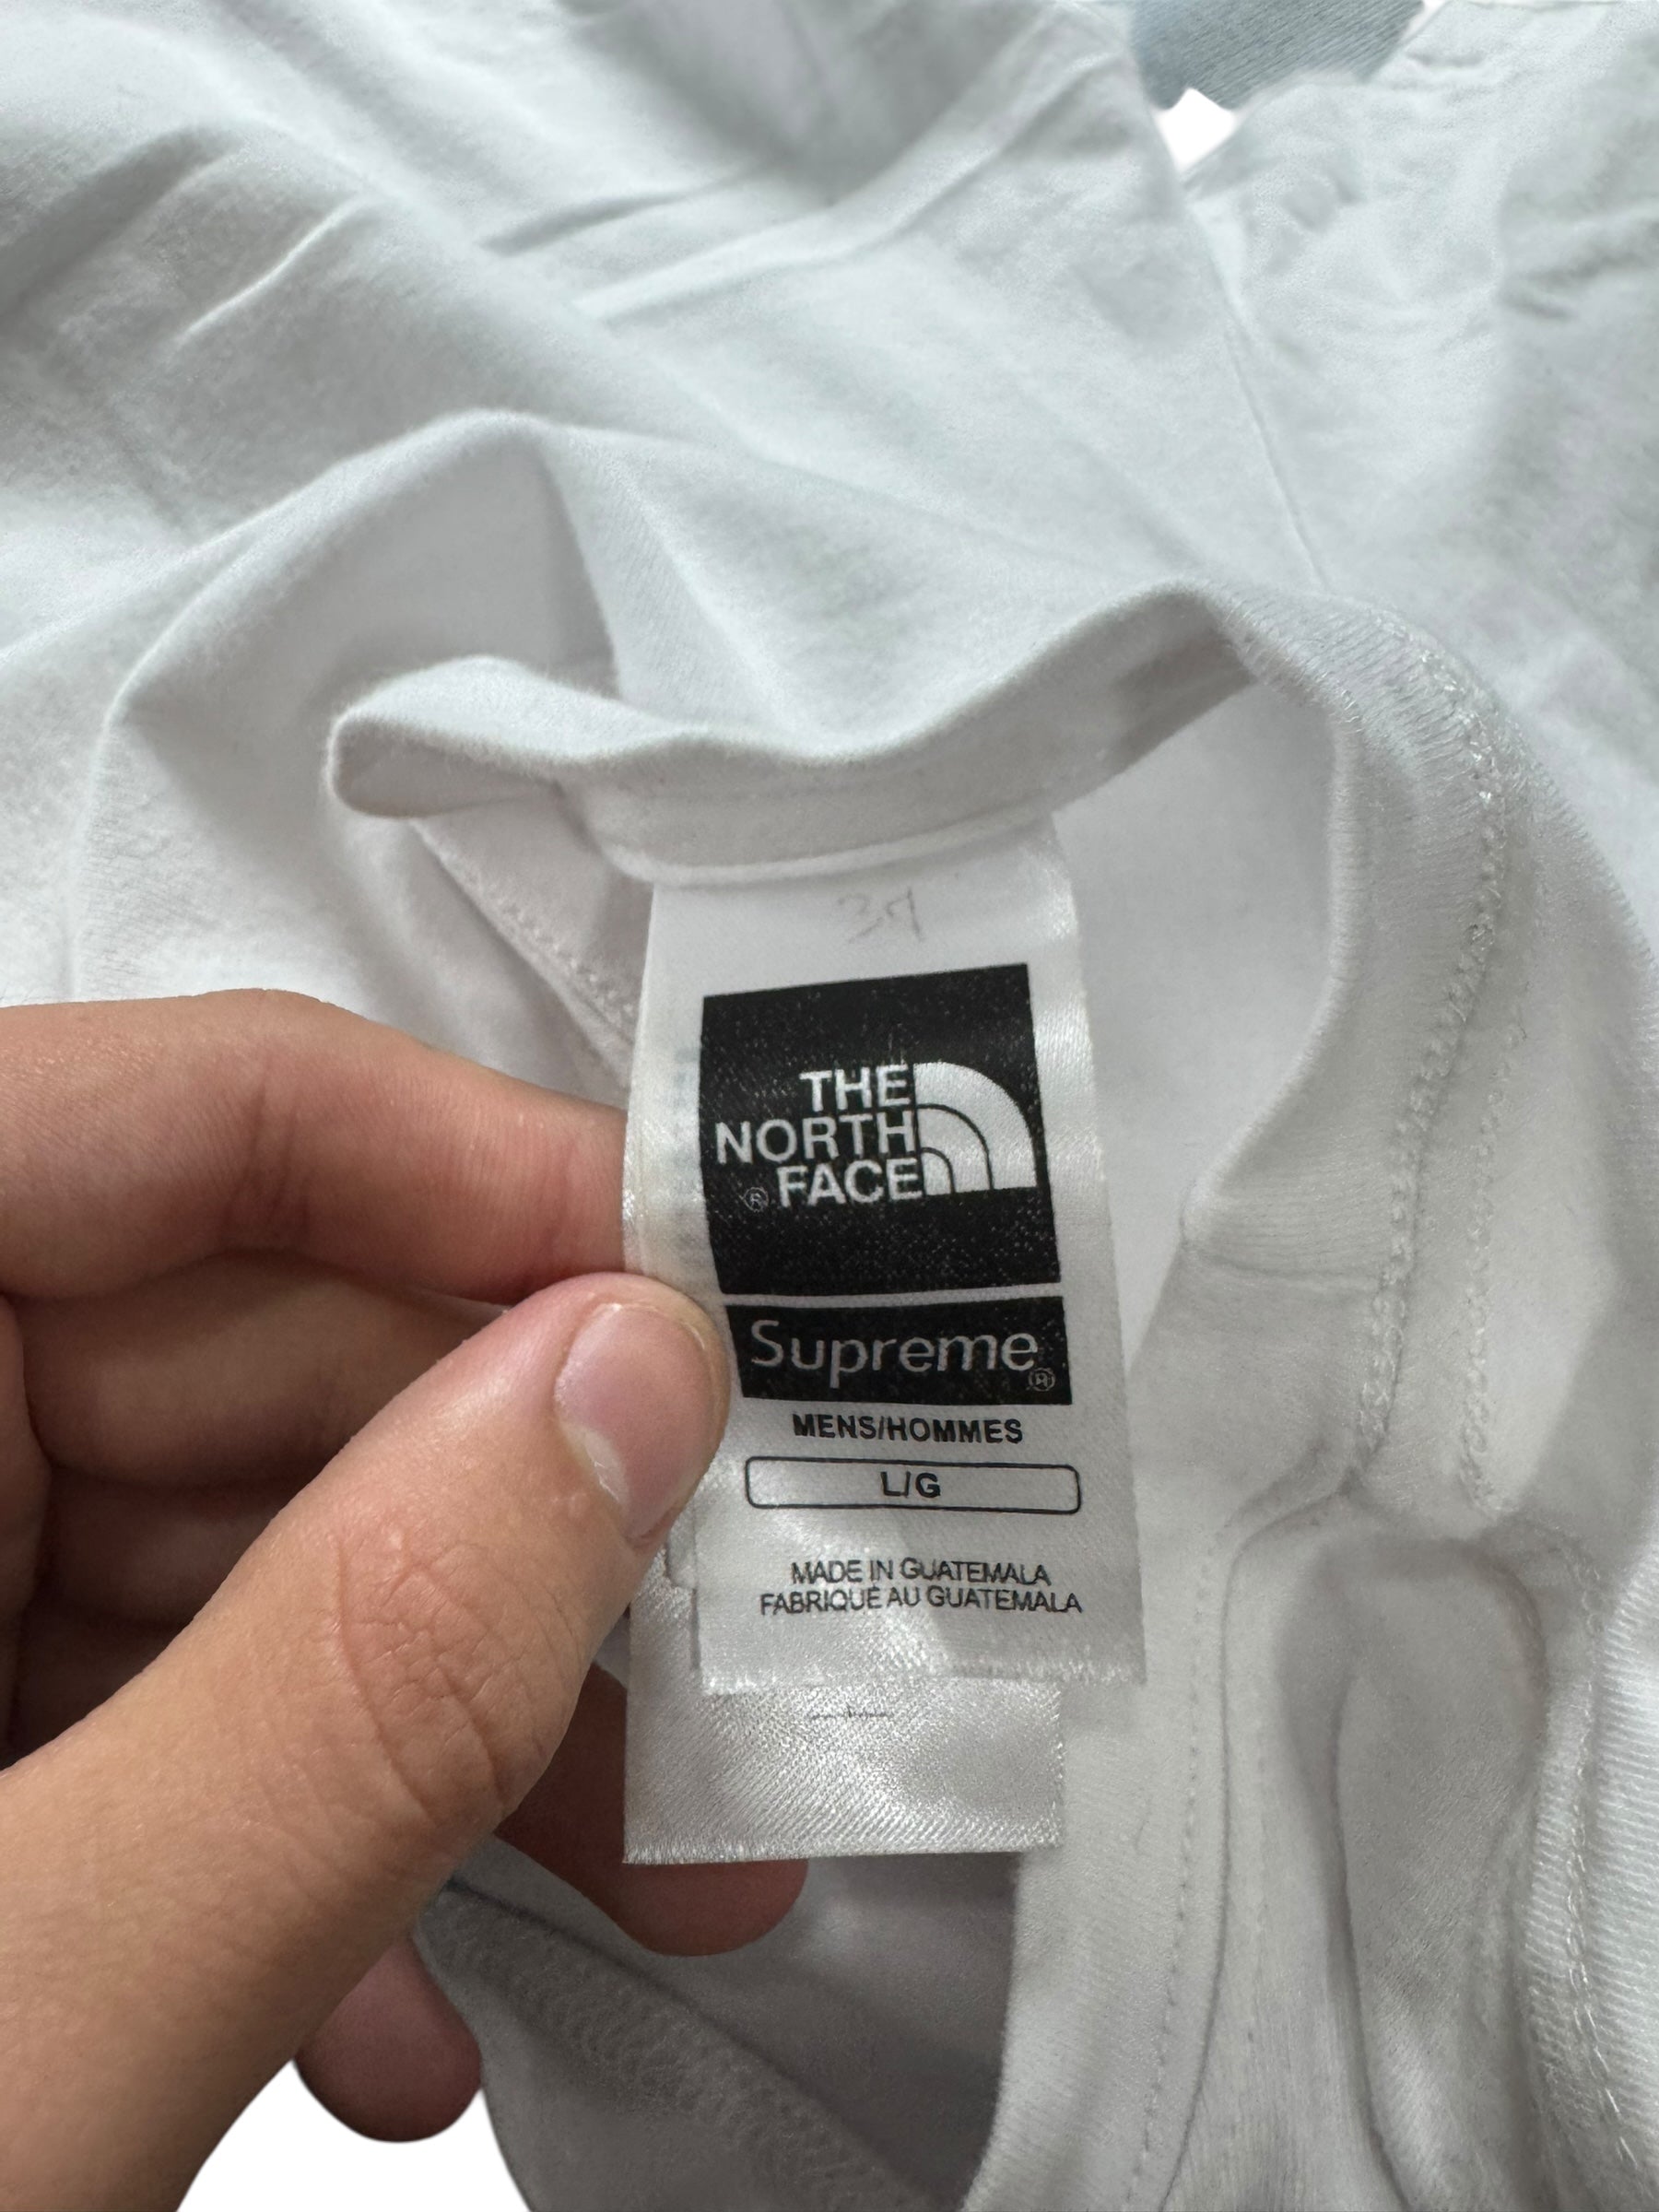 THE
NORTH
FACE
®
Supreme®
MENS/HOMMES
L/G
MADE IN GUATEMALA
FABRIQUÉ AU GUATEMALA